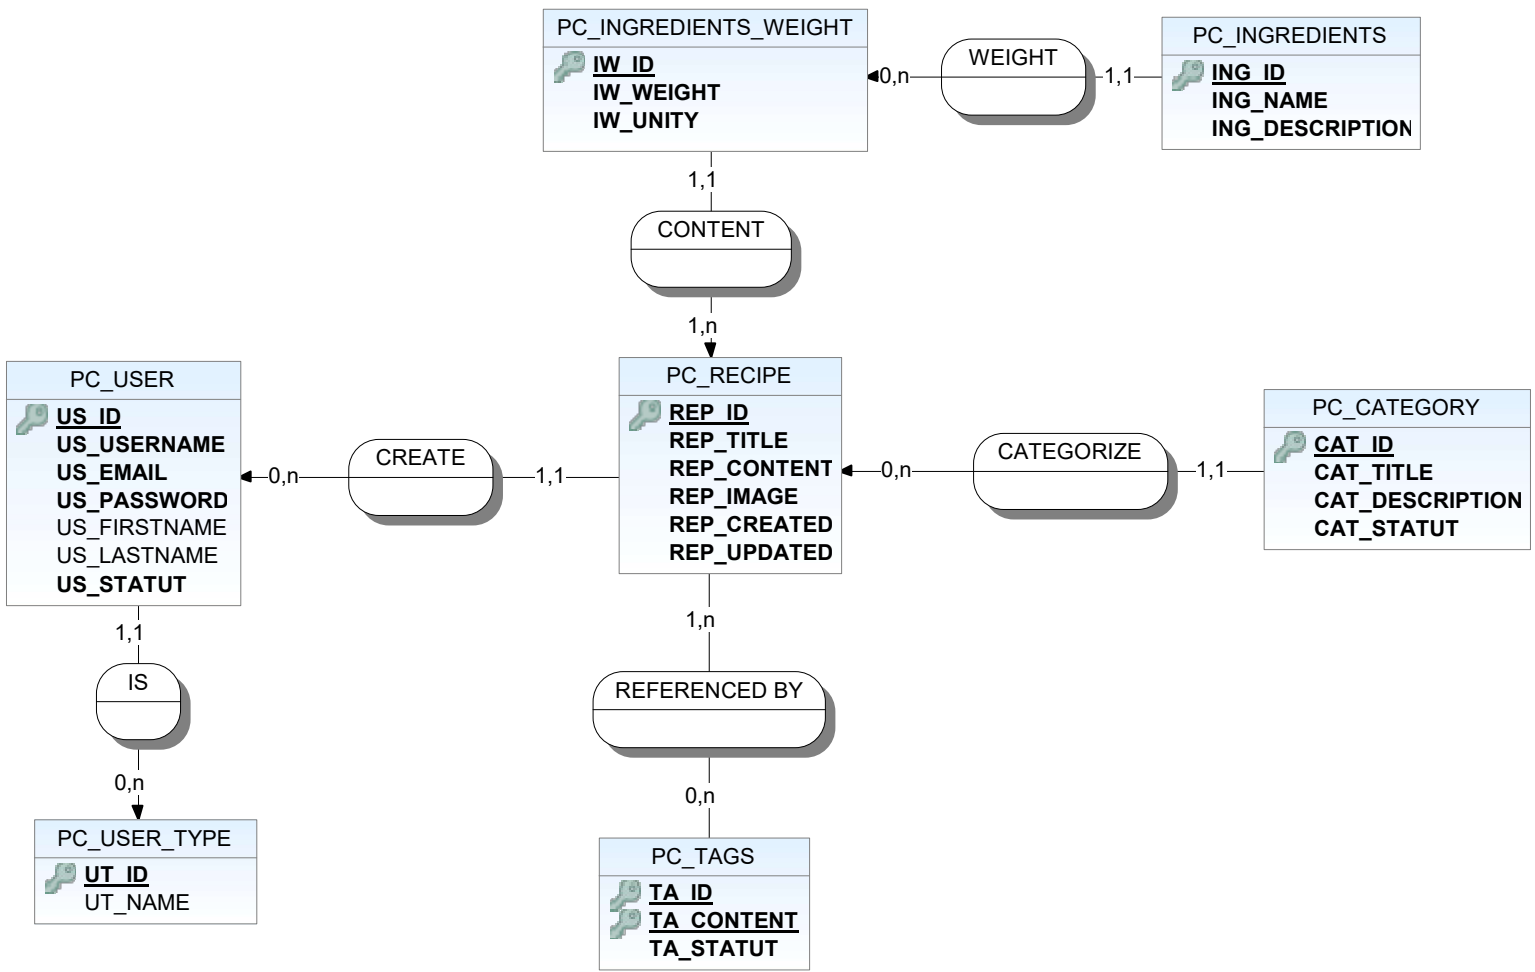 PC_INGREDIENTS_WEIGHT
IW_ID
IW_WEIGHT
IW_UNITY
0,n
WEIGHT
1,1
PC_INGREDIENTS
ING_ID
ING_NAME
ING_DESCRIPTION
1,1
CONTENT
1,n
PC_USER
US_ID
US_USERNAME
US_EMAIL
US_PASSWORD
US_FIRSTNAME
US_LASTNAME
US_STATUT
0,n
CREATE
1,1
PC_RECIPE
REP_ID
REP_TITLE
REP_CONTENT
REP_IMAGE
REP_CREATED
REP_UPDATED
0,n
CATEGORIZE
1,1
PC_CATEGORY
CAT_ID
CAT_TITLE
CAT_DESCRIPTION
CAT_STATUT
1,1
IS
0,n
PC_USER_TYPE
UT_ID
UT_NAME
1,n
REFERENCED BY
0,n
PC_TAGS
TA_ID
TA_CONTENT
TA_STATUT